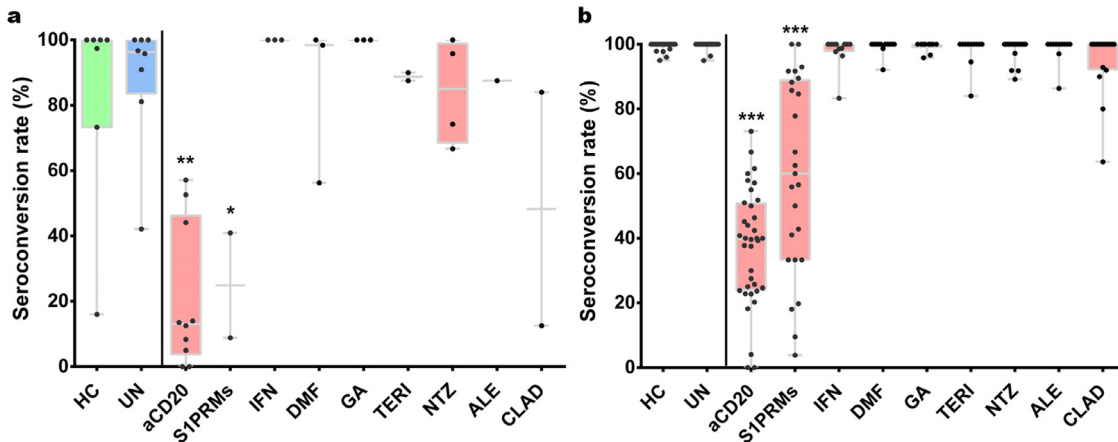 a
Seroconversion rate (%)
100
80
60
40
20
0
**
*
HC
UN
aCD20
S1PRMs
IFN
DMF
GA
TERI
NTZ
ALE
CLAD
b
Seroconversion rate (%)
100
80
60
40
20
0
***
***
HC
UN
aCD20
S1PRMs
IFN
DMF
GA
TERI
NTZ
ALE
CLAD